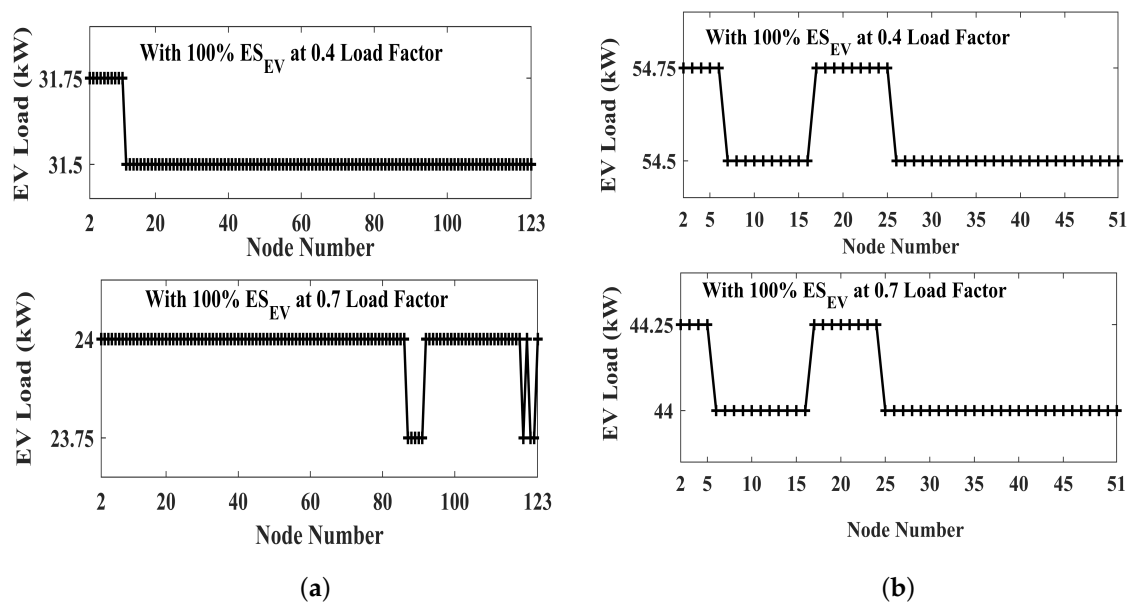 With 100% ES_EV at 0.4 Load Factor
EV Load (kW)
31.75
31.5
2 20 40 60 80 100 123
Node Number
With 100% ES_EV at 0.7 Load Factor
EV Load (kW)
24
23.75
2 20 40 60 80 100 123
Node Number
(a)
With 100% ES_EV at 0.4 Load Factor
EV Load (kW)
54.75
54.5
2 5 10 15 20 25 30 35 40 45 51
Node Number
With 100% ES_EV at 0.7 Load Factor
EV Load (kW)
44.25
44
2 5 10 15 20 25 30 35 40 45 51
Node Number
(b)